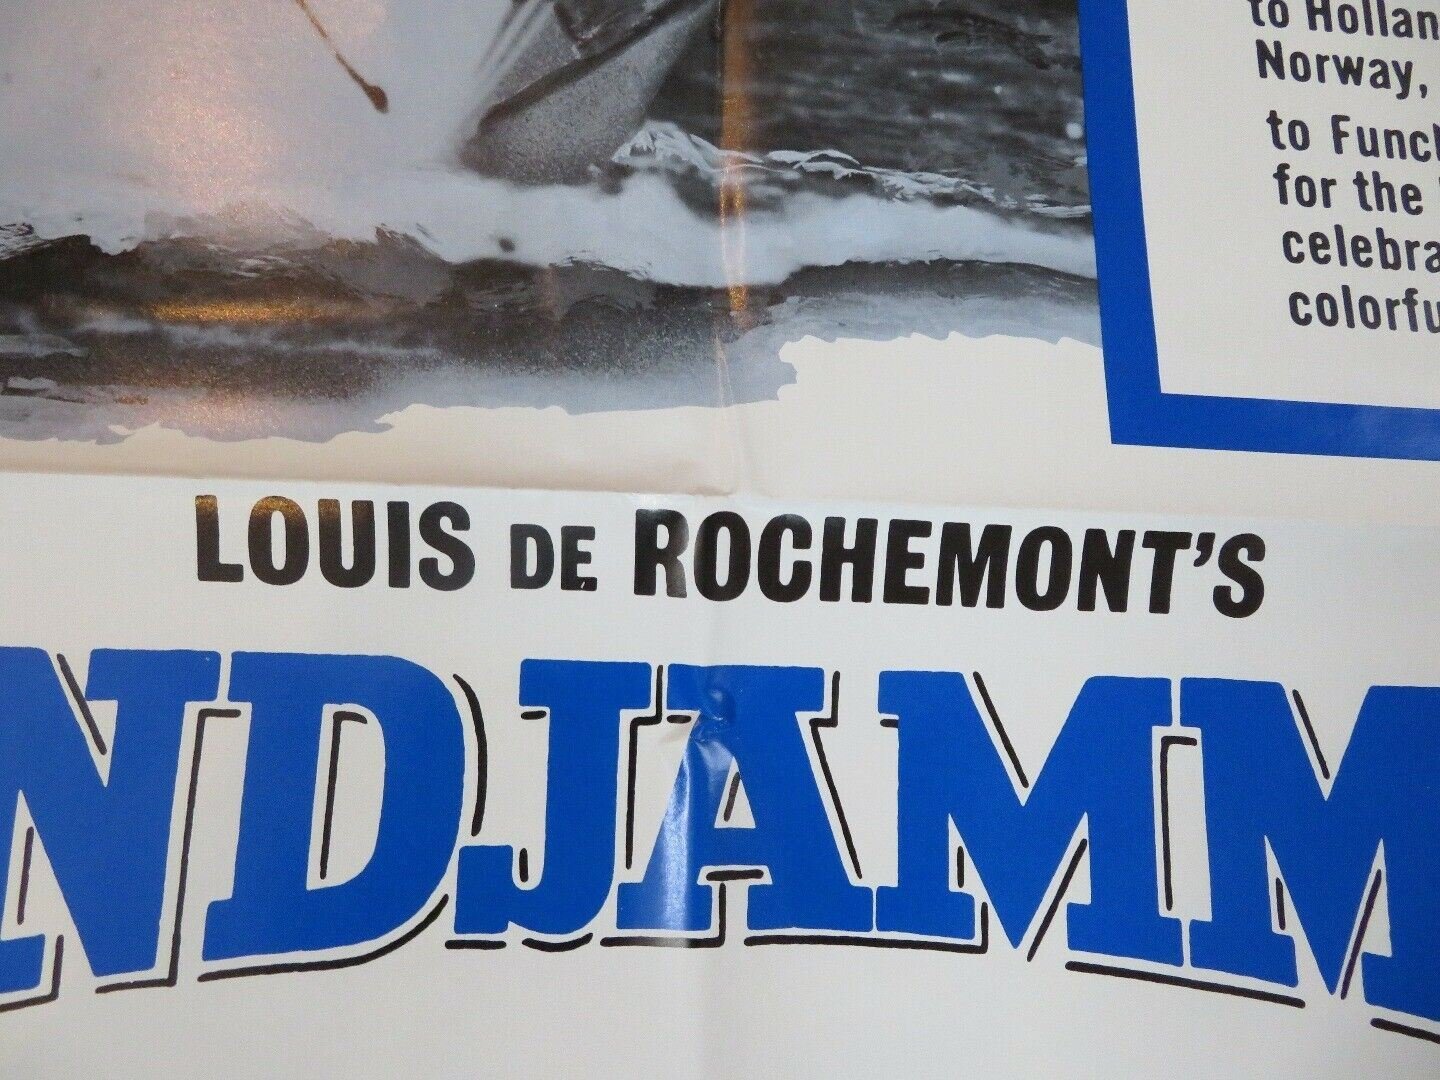 to Hollan
Norway,
to Funch
for the
celebra
colorfu
LOUIS DE ROCHEMONT'S
NDJAMM